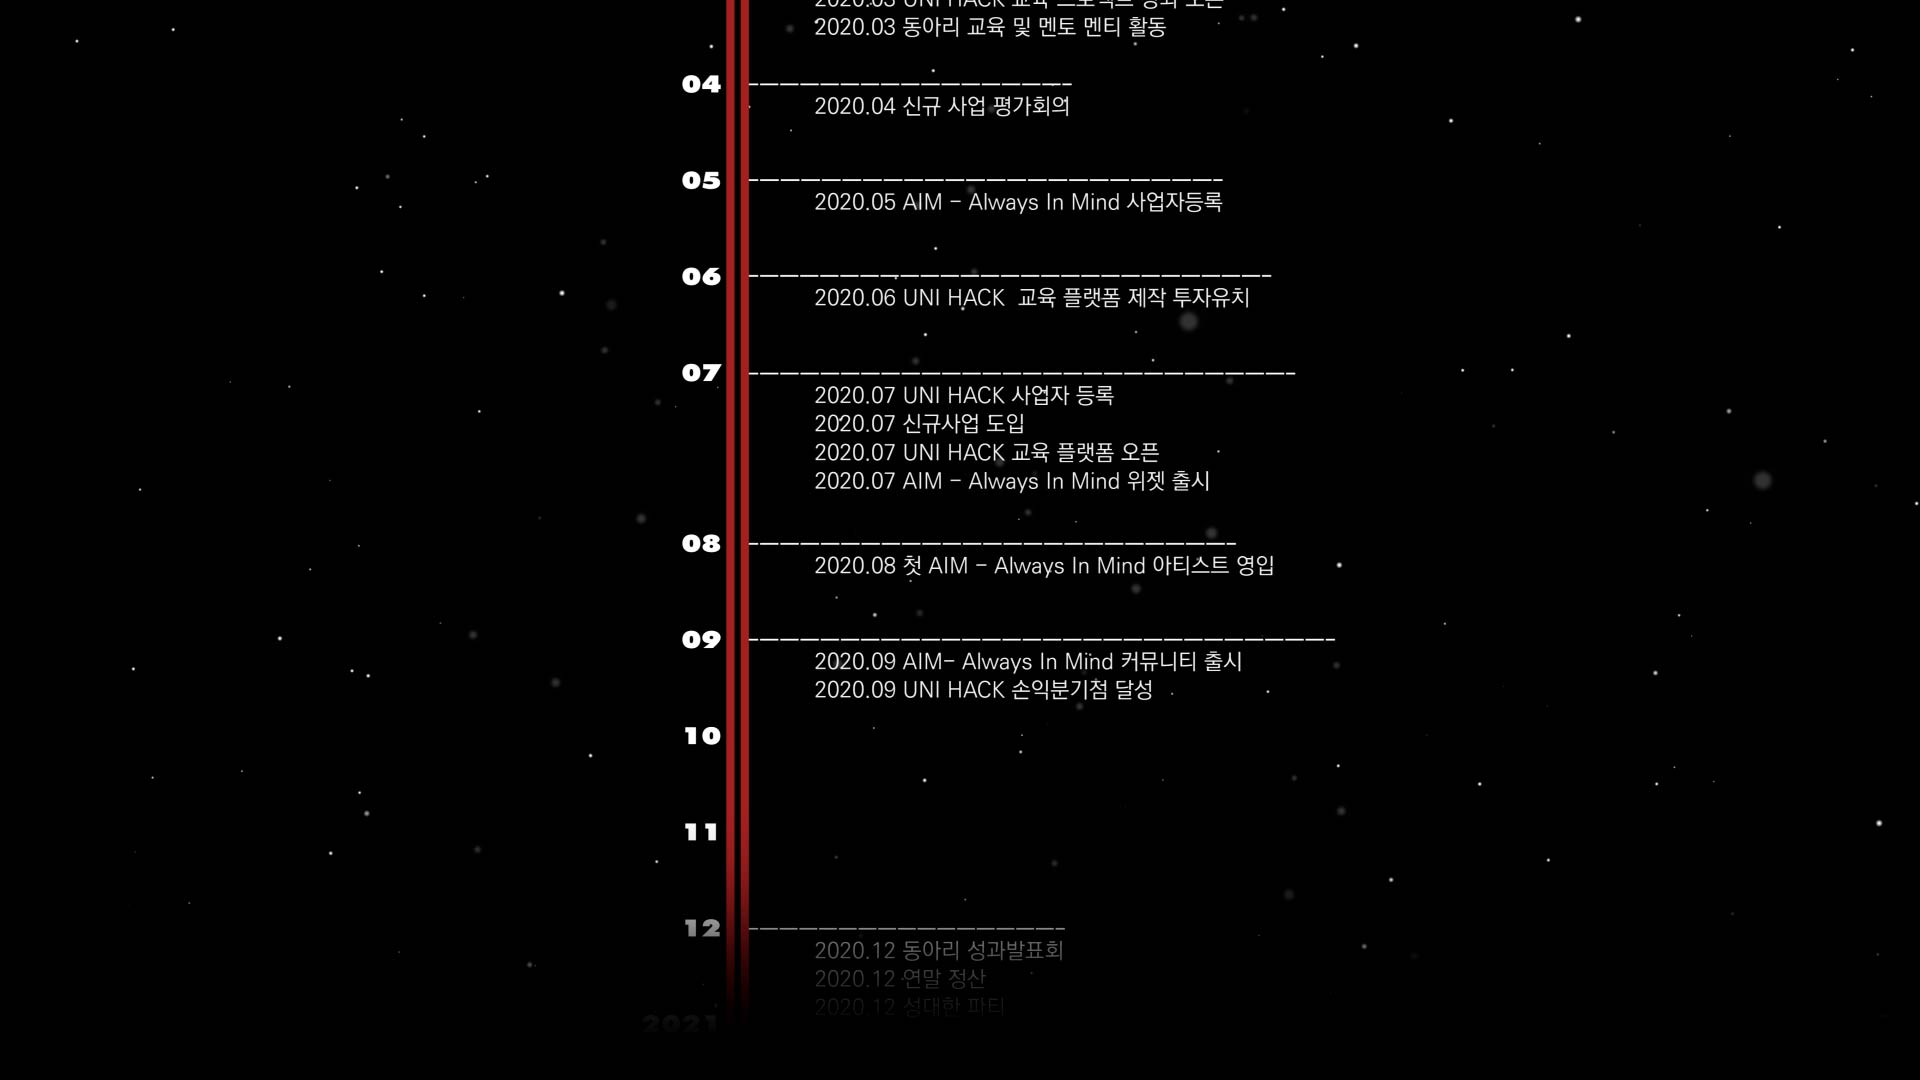 2020.03 UNI HACK 교육
2020.03 동아리 교육 및 멘토 멘티 활동
04
2020.04 신규 사업 평가회의
05
2020.05 AIM - Always In Mind 사업자등록
06
2020.06 UNI HACK 교육 플랫폼 제작 투자유치
07
2020.07 UNI HACK 사업자 등록
2020.07 신규사업 도입
2020.07 UNI HACK 교육 플랫폼 오픈
2020.07 AIM - Always In Mind 위젯 출시
08
2020.08 첫 AIM - Always In Mind 아티스트 영입
09
2020.09 AIM- Always In Mind 커뮤니티 출시
2020.09 UNI HACK 손익분기점 달성
10
11
12
2020.12 동아리 성과발표회
2020.12 연말 정산
2020.12 성대한 파티
2021